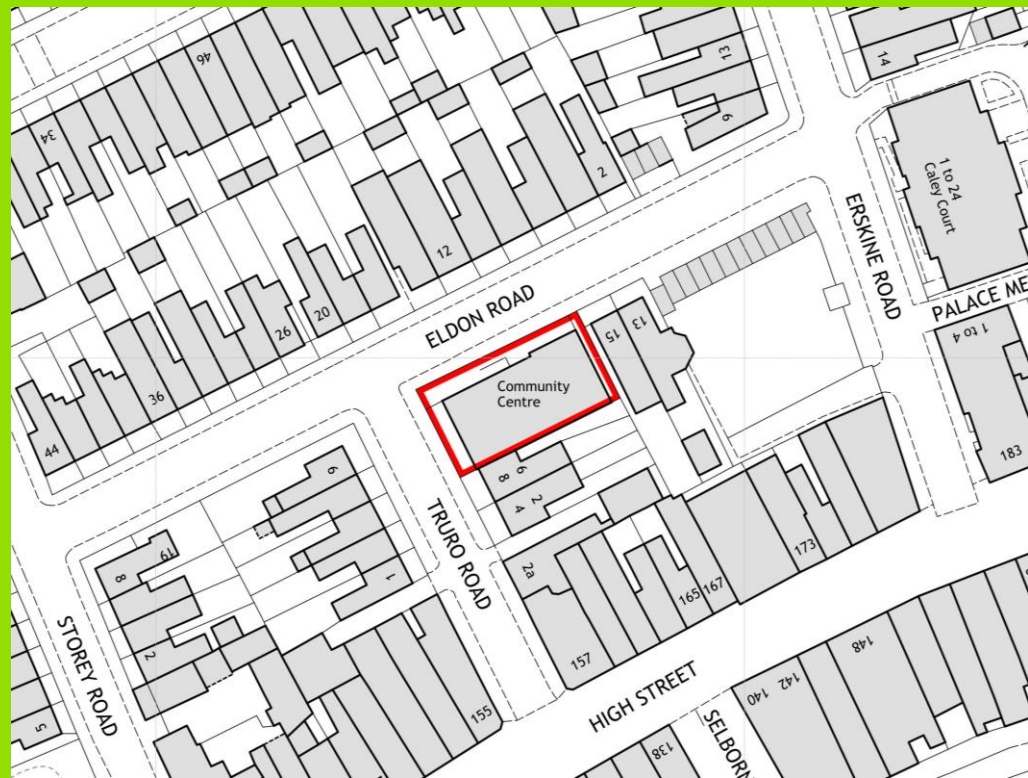 46
34
13
9
14
2
12
1 to 24
Caley Court
ERSKINE ROAD
PALACE ME
1 to 4
183
ELDON ROAD
20
26
36
44
15
13
Community
Centre
8
6
4
2
9
1
TRURO ROAD
2a
19
8
2
STOREY ROAD
5
155
157
165
167
173
HIGH STREET
148
142
140
138
SELBORN